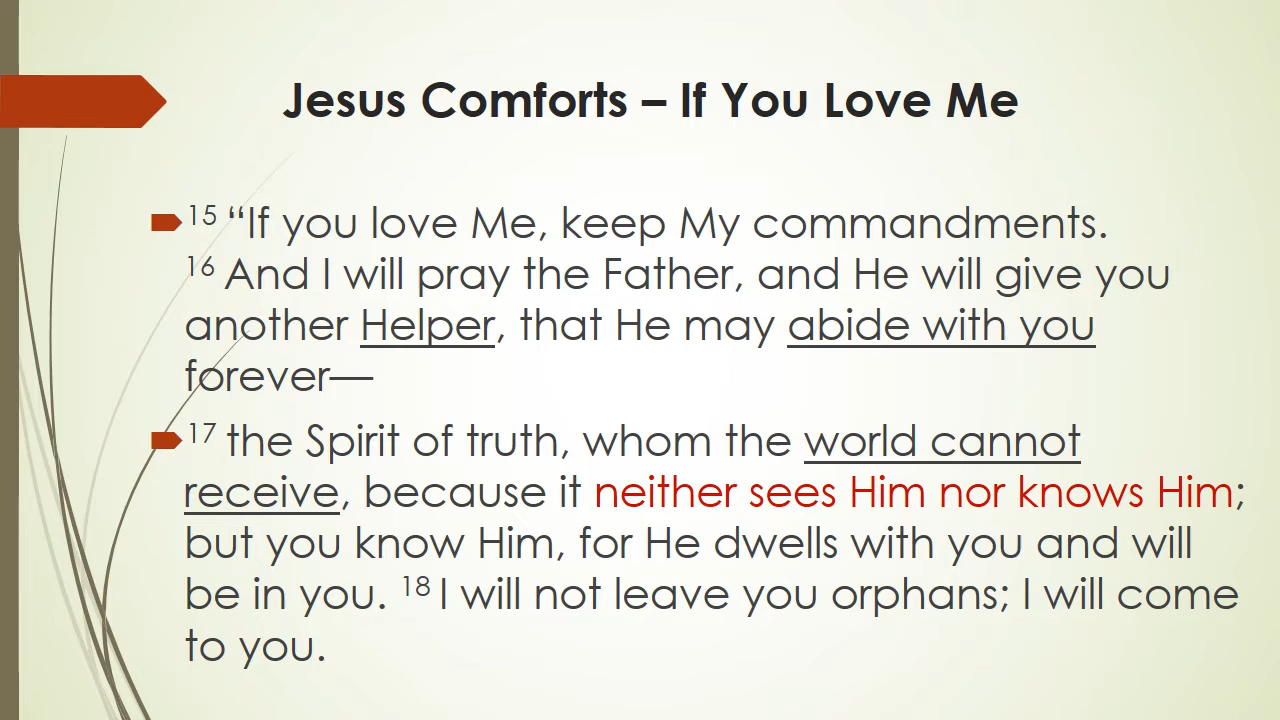 Jesus Comforts – If You Love Me
15 “If you love Me, keep My commandments.
16 And I will pray the Father, and He will give you
another Helper, that He may abide with you
forever—
17 the Spirit of truth, whom the world cannot
receive, because it neither sees Him nor knows Him;
but you know Him, for He dwells with you and will
be in you. 18 I will not leave you orphans; I will come
to you.